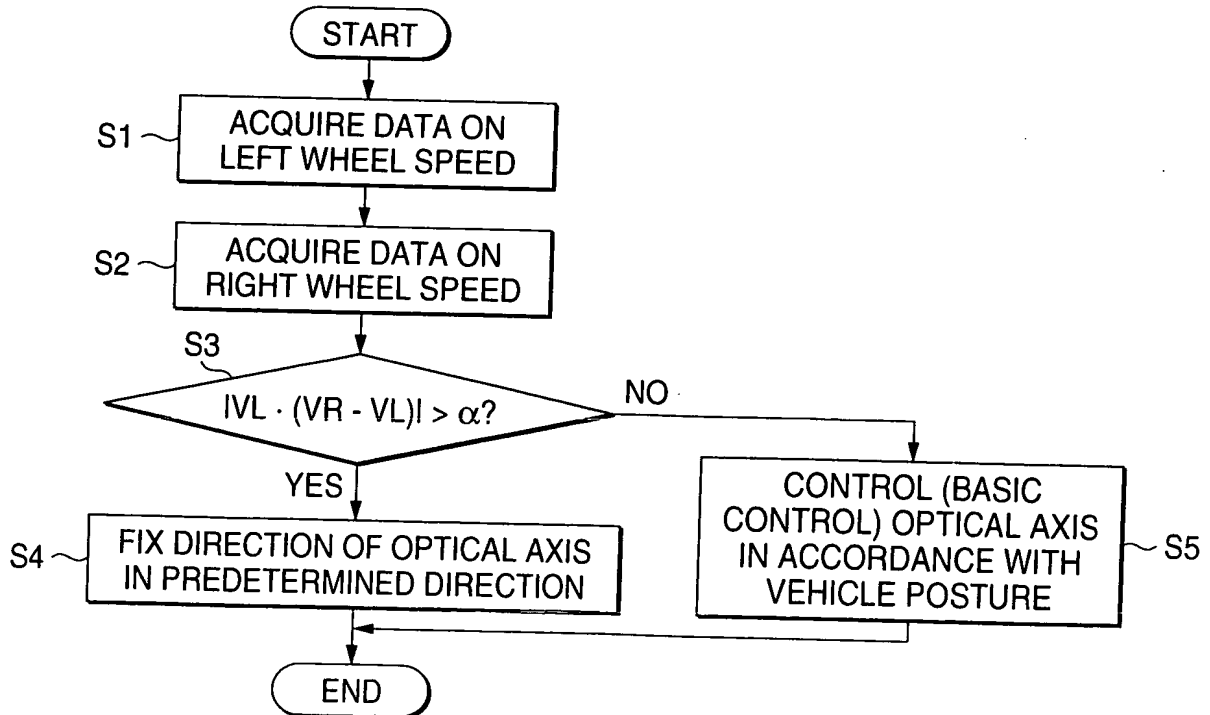 START
S1
ACQUIRE DATA ON
LEFT WHEEL SPEED
S2
ACQUIRE DATA ON
RIGHT WHEEL SPEED
S3
|VL · (VR - VL)| > α?
NO
YES
S4
FIX DIRECTION OF OPTICAL AXIS
IN PREDETERMINED DIRECTION
CONTROL (BASIC
CONTROL) OPTICAL AXIS
IN ACCORDANCE WITH
VEHICLE POSTURE
S5
END